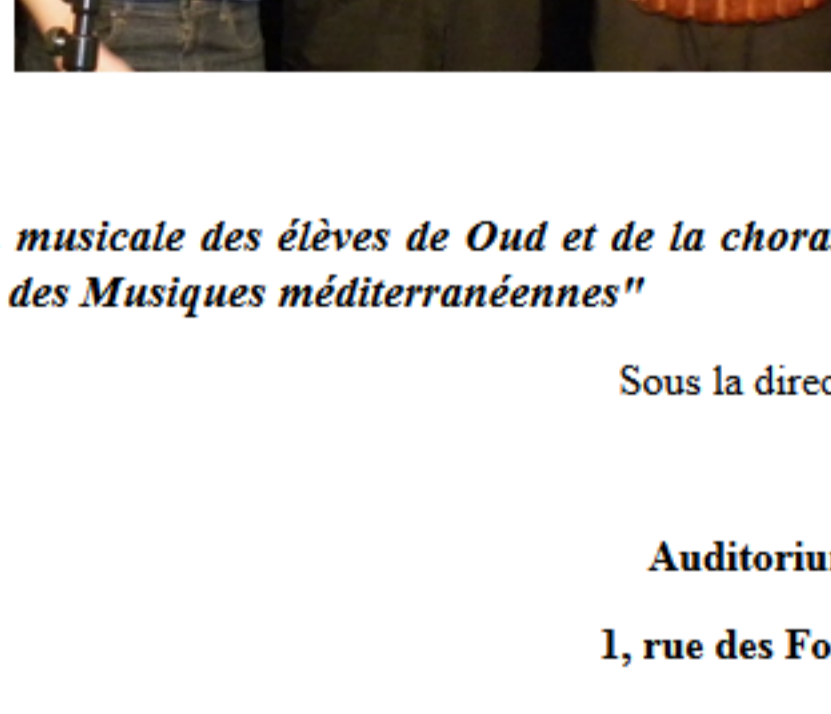 musicale des élèves de Oud et de la chora
des Musiques méditerranéennes"
Sous la direc
Auditoriu
1, rue des Fo